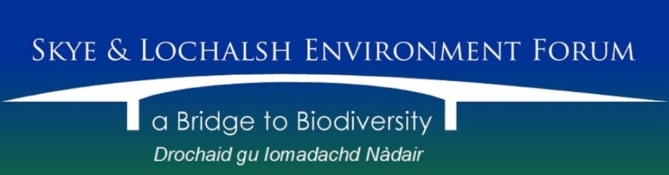 Skye & Lochalsh Environment Forum
a Bridge to Biodiversity
Drochaid gu Iomadachd Nàdair